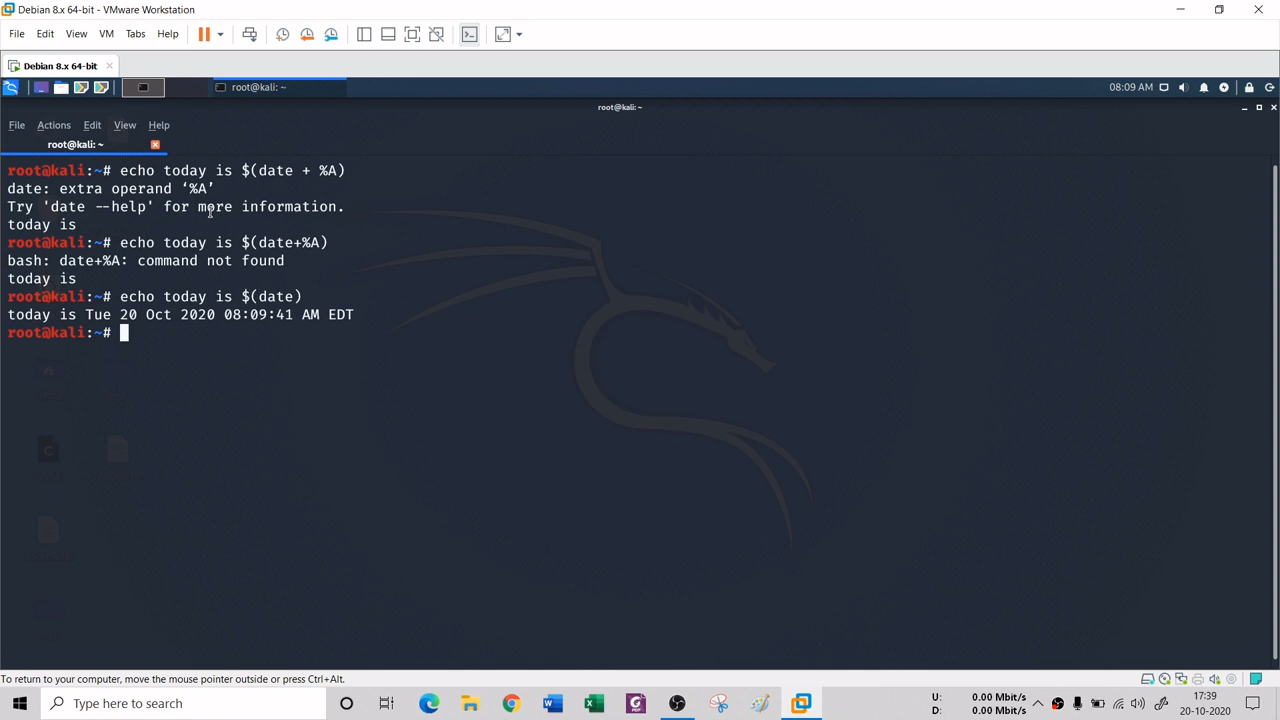 Debian 8.x 64-bit - VMware Workstation
File Edit View VM Tabs Help
Debian 8.x 64-bit
root@kali: ~
08:09 AM
root@kali: ~
File Actions Edit View Help
root@kali: ~
root@kali:~# echo today is $(date + %A)
date: extra operand ‘%A’
Try 'date --help' for more information.
today is
root@kali:~# echo today is $(date+%A)
bash: date+%A: command not found
today is
root@kali:~# echo today is $(date)
today is Tue 20 Oct 2020 08:09:41 AM EDT
root@kali:~#
To return to your computer, move the mouse pointer outside or press Ctrl+Alt.
Type here to search
U: 0.00 Mbit/s
D: 0.00 Mbit/s
17:39
20-10-2020